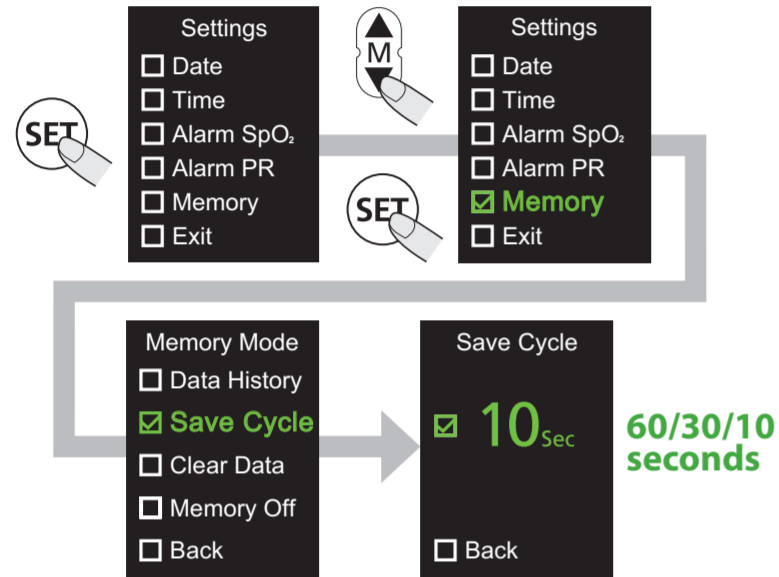 SET
Settings
Date
Time
Alarm SpO₂
Alarm PR
Memory
Exit
M
SET
Settings
Date
Time
Alarm SpO₂
Alarm PR
Memory
Exit
Memory Mode
Data History
Save Cycle
Clear Data
Memory Off
Back
Save Cycle
10 Sec
Back
60/30/10
seconds